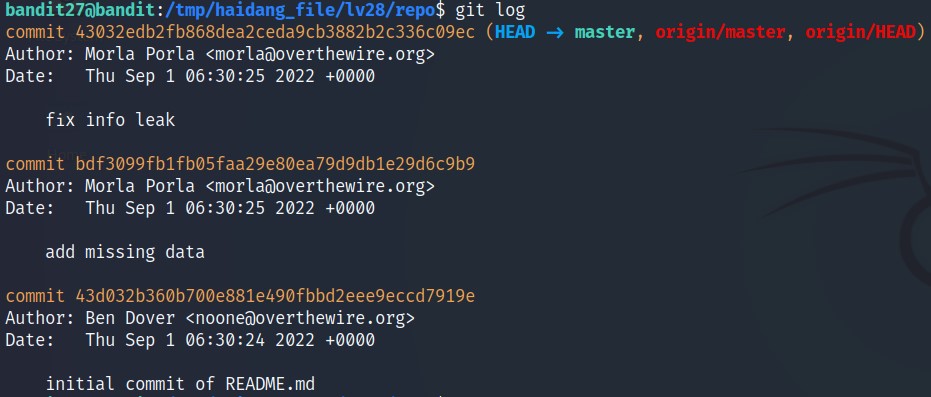 bandit27@bandit:/tmp/haidang_file/lv28/repo$ git log
commit 43032edb2fb868dea2ceda9cb3882b2c336c09ec (HEAD → master, origin/master, origin/HEAD)
Author: Morla Porla <morla@overthewire.org>
Date:   Thu Sep 1 06:30:25 2022 +0000
    fix info leak
commit bdf3099fb1fb05faa29e80ea79d9db1e29d6c9b9
Author: Morla Porla <morla@overthewire.org>
Date:   Thu Sep 1 06:30:25 2022 +0000
    add missing data
commit 43d032b360b700e881e490fbbd2eee9eccd7919e
Author: Ben Dover <noone@overthewire.org>
Date:   Thu Sep 1 06:30:24 2022 +0000
    initial commit of README.md